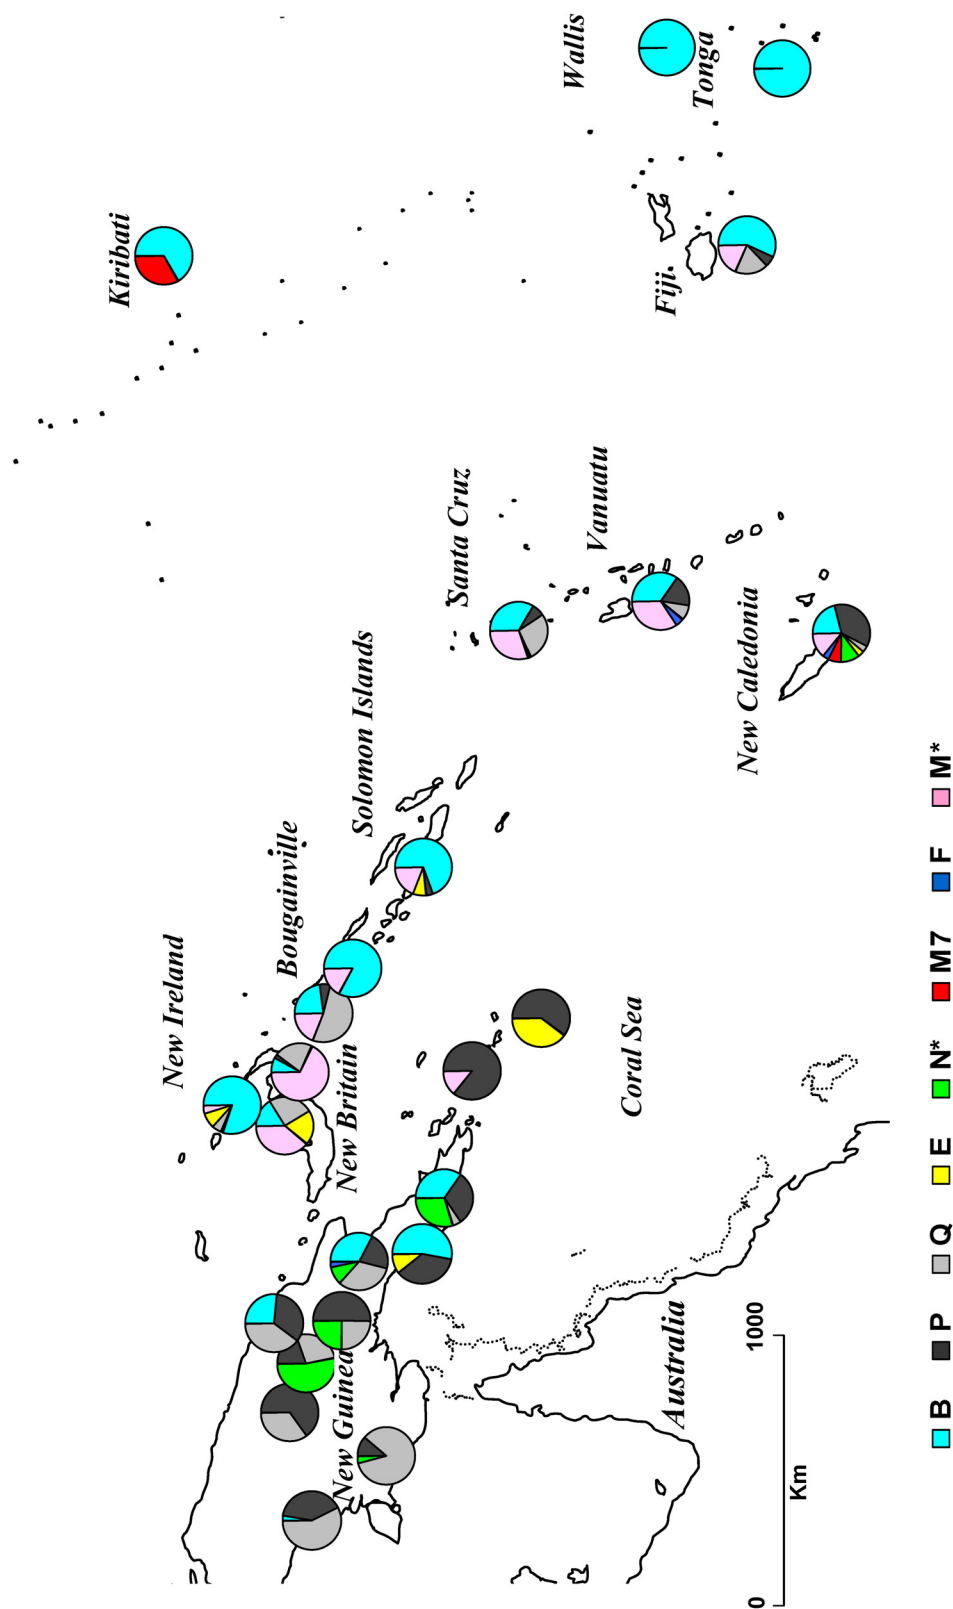 Kiribati
Wallis
Tonga
Fiji
Santa Cruz
Vanuatu
New Caledonia
Solomon Islands
Bougainville
New Ireland
New Britain
Coral Sea
New Guinea
Australia
0 1000
Km
B P Q E N* M7 F M*